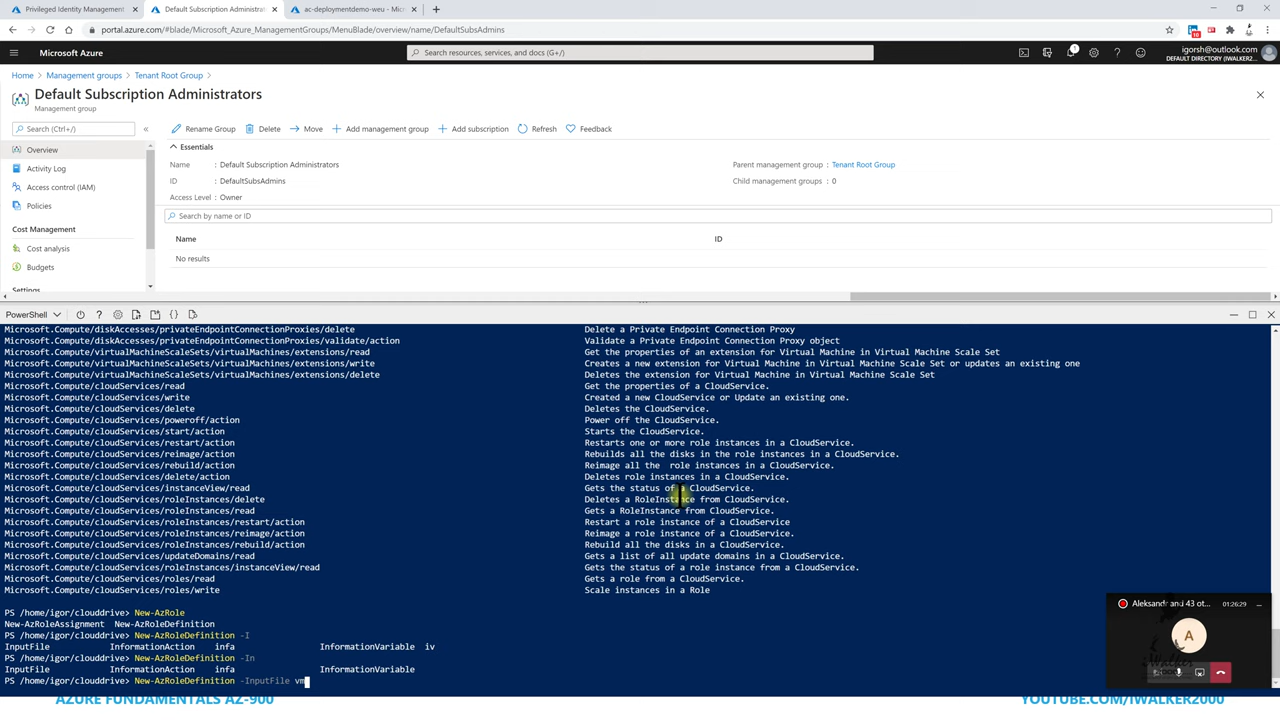 Privileged Identity Management
Default Subscription Administrat
ac-deploymentdemo-weu - Micr
portal.azure.com/#blade/Microsoft_Azure_ManagementGroups/MenuBlade/overview/name/DefaultSubsAdmins
Microsoft Azure
Search resources, services, and docs (G+/)
igorsh@outlook.com
DEFAULT DIRECTORY (IWALKER2...
Home > Management groups > Tenant Root Group >
Default Subscription Administrators
Management group
Search (Ctrl+/)
Rename Group Delete Move Add management group Add subscription Refresh Feedback
Overview
Activity Log
Access control (IAM)
Policies
Cost Management
Cost analysis
Budgets
Settings
Essentials
Name : Default Subscription Administrators
Parent management group : Tenant Root Group
ID : DefaultSubsAdmins
Child management groups : 0
Access Level : Owner
Search by name or ID
Name ID
No results
PowerShell
Microsoft.Compute/diskAccesses/privateEndpointConnectionProxies/delete Delete a Private Endpoint Connection Proxy
Microsoft.Compute/diskAccesses/privateEndpointConnectionProxies/validate/action Validate a Private Endpoint Connection Proxy object
Microsoft.Compute/virtualMachineScaleSets/virtualMachines/extensions/read Get the properties of an extension for Virtual Machine in Virtual Machine Scale Set
Microsoft.Compute/virtualMachineScaleSets/virtualMachines/extensions/write Creates a new extension for Virtual Machine in Virtual Machine Scale Set or updates an existing one
Microsoft.Compute/virtualMachineScaleSets/virtualMachines/extensions/delete Deletes the extension for Virtual Machine in Virtual Machine Scale Set
Microsoft.Compute/cloudServices/read Get the properties of a CloudService.
Microsoft.Compute/cloudServices/write Created a new CloudService or Update an existing one.
Microsoft.Compute/cloudServices/delete Deletes the CloudService.
Microsoft.Compute/cloudServices/poweroff/action Power off the CloudService.
Microsoft.Compute/cloudServices/start/action Starts the CloudService.
Microsoft.Compute/cloudServices/restart/action Restarts one or more role instances in a CloudService.
Microsoft.Compute/cloudServices/reimage/action Rebuilds all the disks in the role instances in a CloudService.
Microsoft.Compute/cloudServices/rebuild/action Reimage all the  role instances in a CloudService.
Microsoft.Compute/cloudServices/delete/action Deletes role instances in a CloudService.
Microsoft.Compute/cloudServices/instanceView/read Gets the status of a CloudService.
Microsoft.Compute/cloudServices/roleInstances/delete Deletes a RoleInstance from CloudService.
Microsoft.Compute/cloudServices/roleInstances/read Gets a RoleInstance from CloudService.
Microsoft.Compute/cloudServices/roleInstances/restart/action Restart a role instance of a CloudService
Microsoft.Compute/cloudServices/roleInstances/reimage/action Reimage a role instance of a CloudService.
Microsoft.Compute/cloudServices/roleInstances/rebuild/action Rebuild all the disks in a CloudService.
Microsoft.Compute/cloudServices/updateDomains/read Gets a list of all update domains in a CloudService.
Microsoft.Compute/cloudServices/roleInstances/instanceView/read Gets the status of a role instance from a CloudService.
Microsoft.Compute/cloudServices/roles/read Gets a role from a CloudService.
Microsoft.Compute/cloudServices/roles/write Scale instances in a Role
PS /home/igor/clouddrive> New-AzRole
New-AzRoleAssignment New-AzRoleDefinition
PS /home/igor/clouddrive> New-AzRoleDefinition -I
InputFile InformationAction infa InformationVariable iv
PS /home/igor/clouddrive> New-AzRoleDefinition -In
InputFile InformationAction infa InformationVariable
PS /home/igor/clouddrive> New-AzRoleDefinition -InputFile vm
Aleksandr and 43 ot... 01:26:29
A
AZURE FUNDAMENTALS AZ-900
YOUTUBE.COM/IWALKER2000